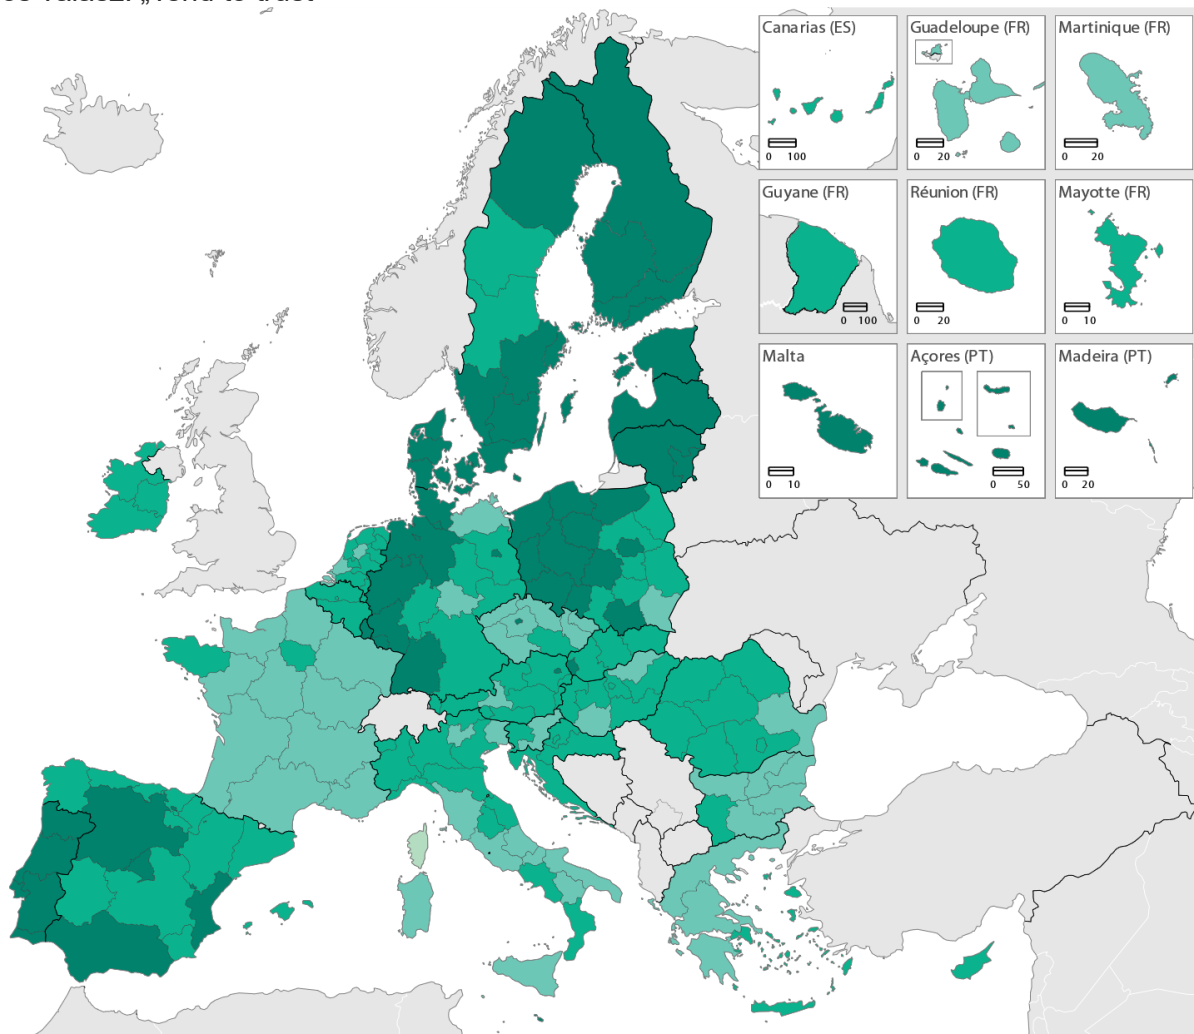 Canarias (ES)
0 100
Guadeloupe (FR)
0 20
Martinique (FR)
0 20
Guyane (FR)
0 100
Réunion (FR)
0 20
Mayotte (FR)
0 10
Malta
0 10
Açores (PT)
0 50
Madeira (PT)
0 20